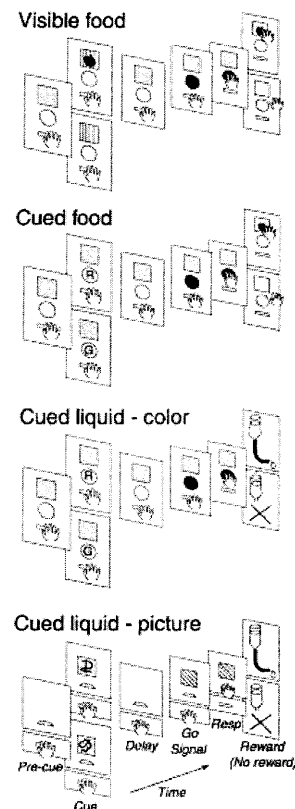 Visible food
Cued food
R
G
Cued liquid - color
R
G
Cued liquid - picture
Pre-cue
Cue
Delay
Go
Signal
Resp
Reward
(No reward)
Time